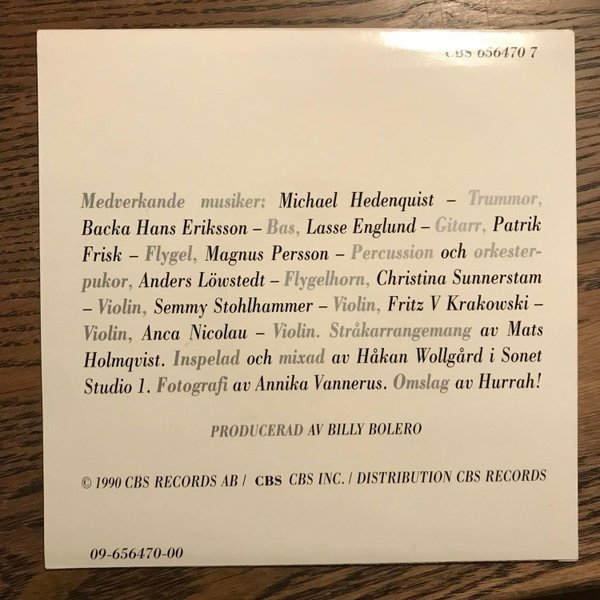 CBS 656470 7
Medverkande musiker: Michael Hedenquist – Trummor,
Backa Hans Eriksson – Bas, Lasse Englund – Gitarr, Patrik
Frisk – Flygel, Magnus Persson – Percussion och orkester-
pukor, Anders Löwstedt – Flygelhorn, Christina Sunnerstam
– Violin, Semmy Stohlhammer – Violin, Fritz V Krakowski –
Violin, Anca Nicolau – Violin. Stråkarrangemang av Mats
Holmqvist. Inspelad och mixad av Håkan Wollgård i Sonet
Studio 1. Fotografi av Annika Vannerus. Omslag av Hurrah!
PRODUCERAD AV BILLY BOLERO
© 1990 CBS RECORDS AB / CBS CBS INC. / DISTRIBUTION CBS RECORDS
09-656470-00